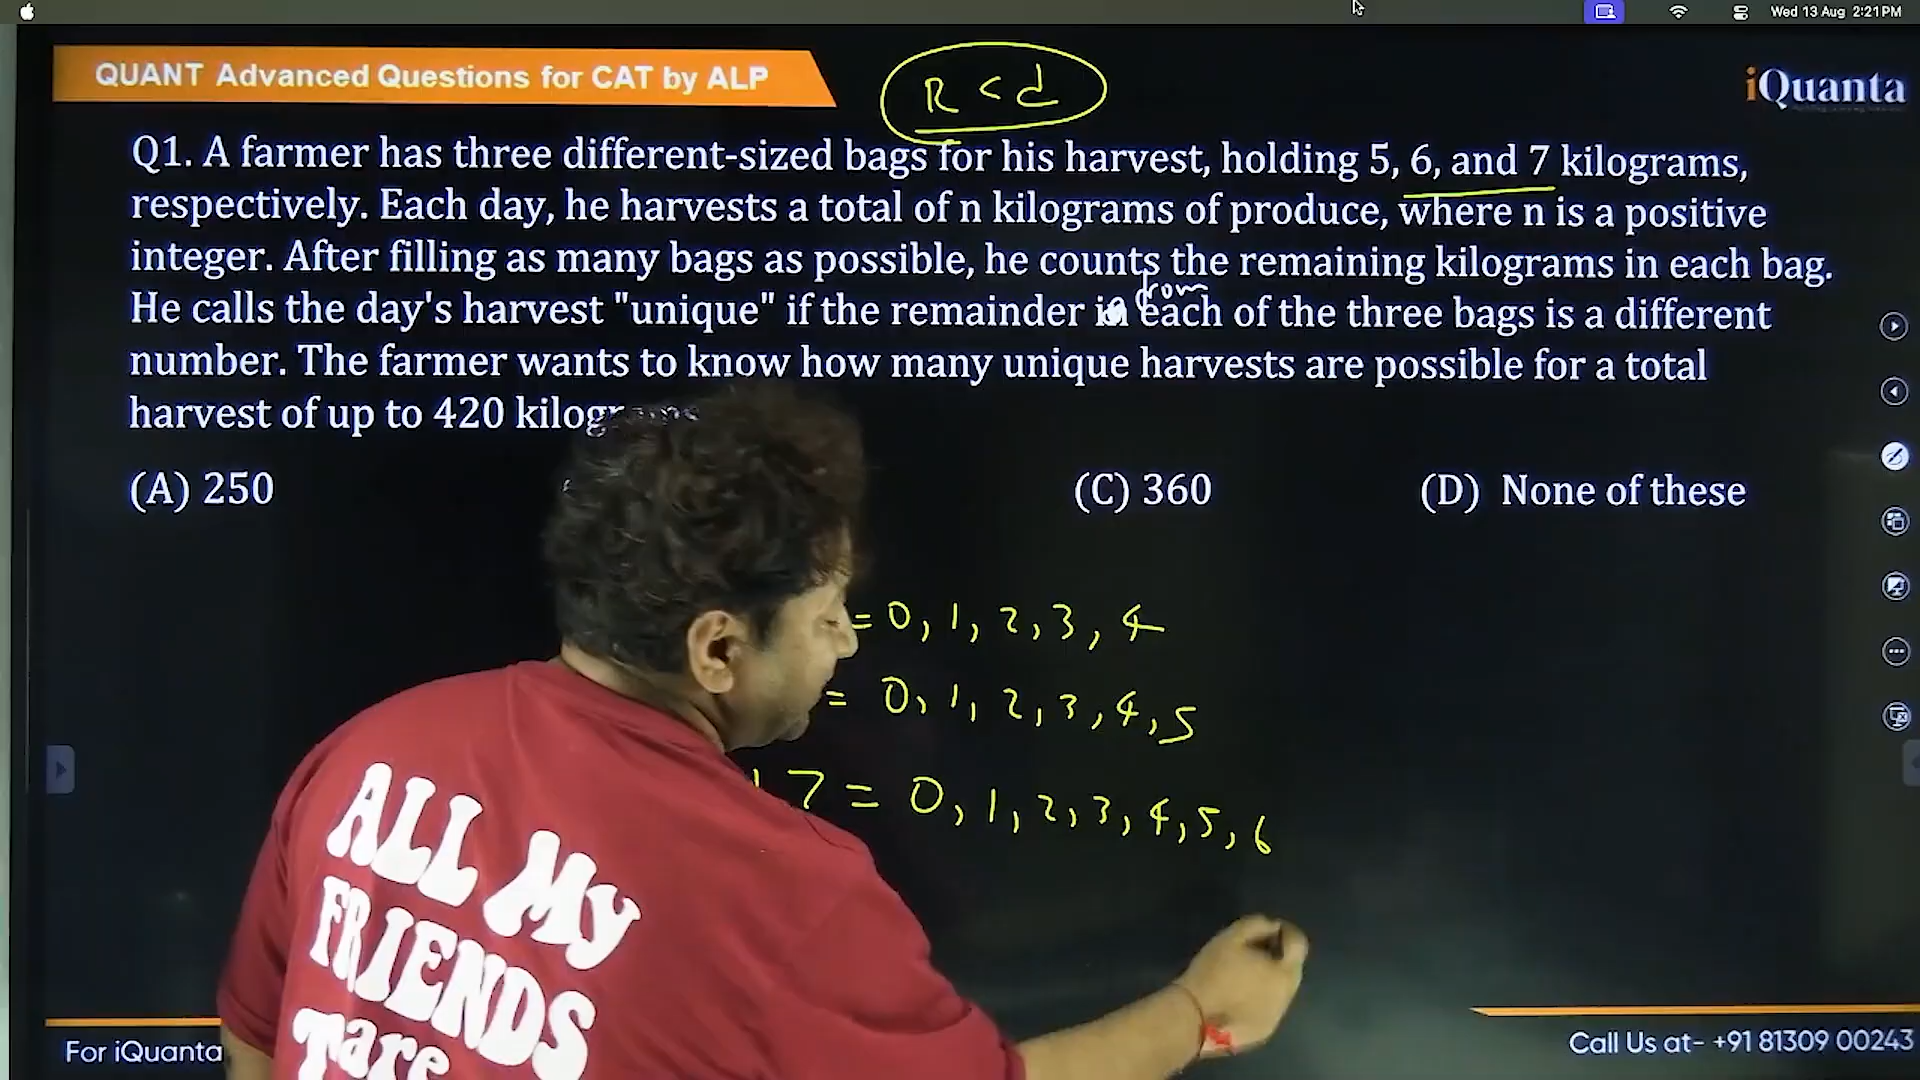 Wed 13 Aug 2:21 PM
QUANT Advanced Questions for CAT by ALP
R < d
iQuanta
Q1. A farmer has three different-sized bags for his harvest, holding 5, 6, and 7 kilograms,
respectively. Each day, he harvests a total of n kilograms of produce, where n is a positive
integer. After filling as many bags as possible, he counts the remaining kilograms in each bag.
from
He calls the day's harvest "unique" if the remainder in each of the three bags is a different
number. The farmer wants to know how many unique harvests are possible for a total
harvest of up to 420 kilograms
(A) 250 (C) 360 (D) None of these
= 0, 1, 2, 3, 4
= 0, 1, 2, 3, 4, 5
7 = 0, 1, 2, 3, 4, 5, 6
ALL My
FRIENDS
Tare
For iQuanta
Call Us at- +91 81309 00243